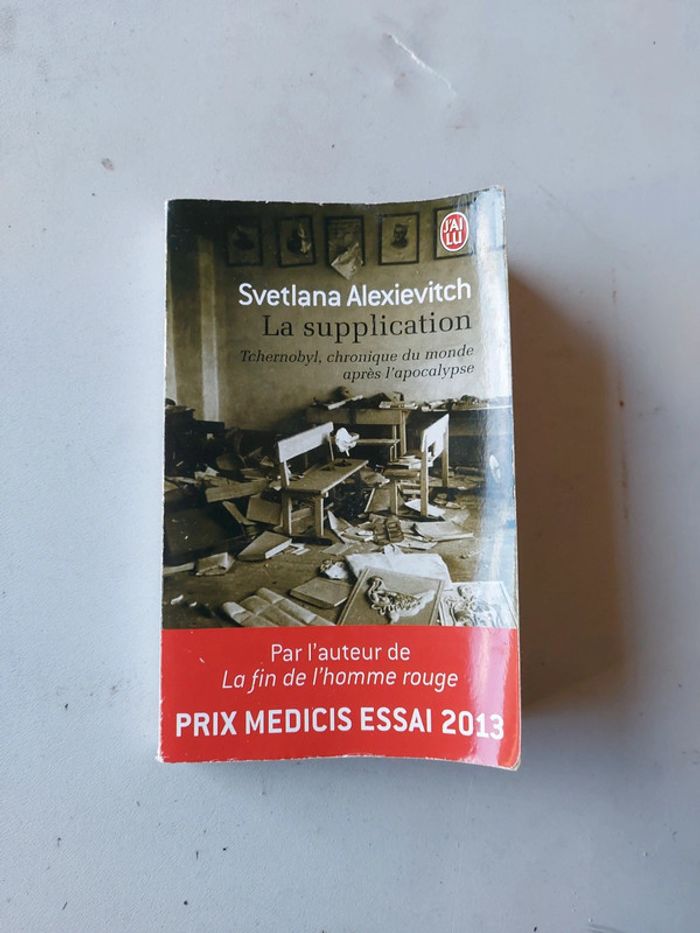 J'AI
LU
Svetlana Alexievitch
La supplication
Tchernobyl, chronique du monde
après l'apocalypse
Par l'auteur de
La fin de l'homme rouge
PRIX MEDICIS ESSAI 2013